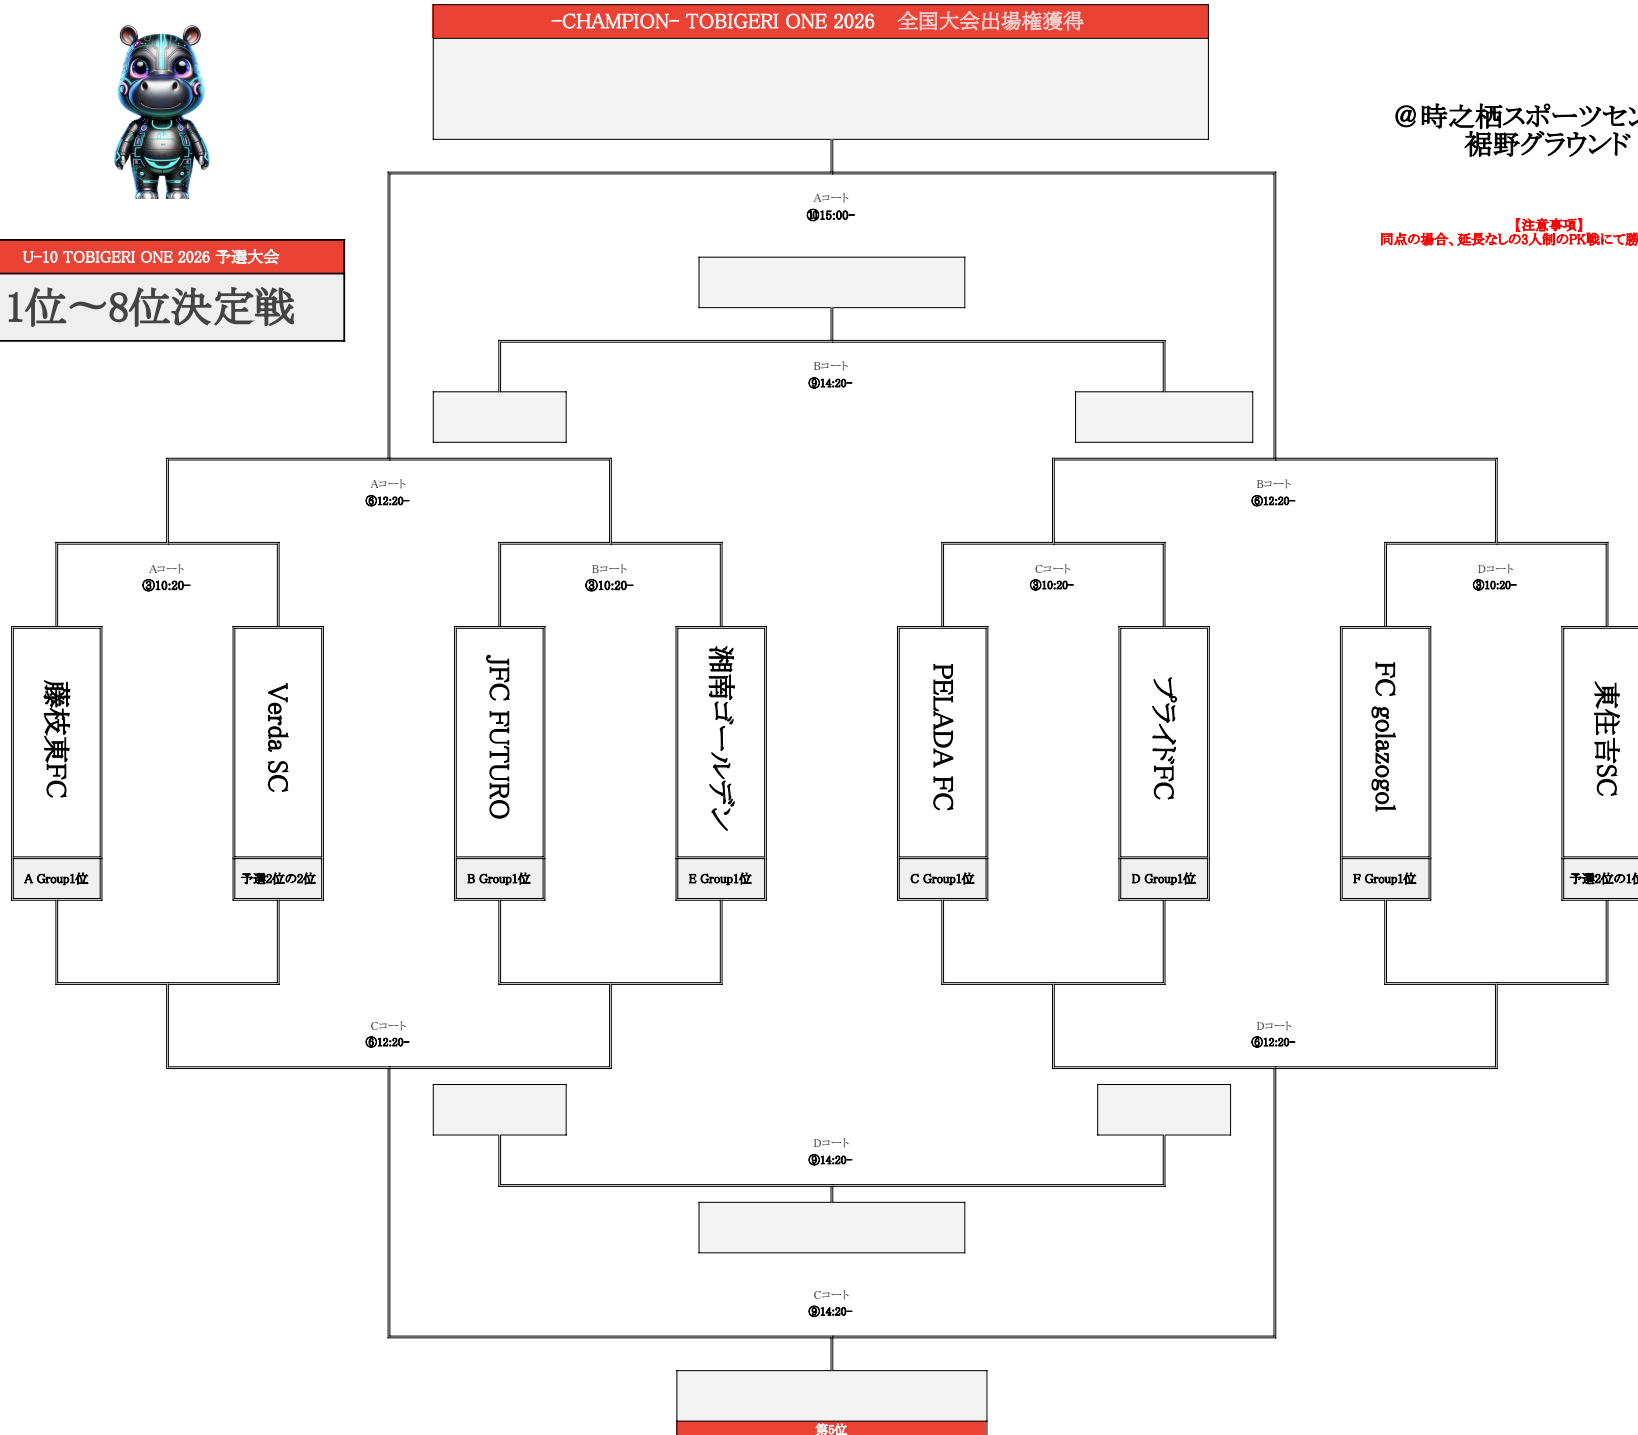 -CHAMPION- TOBIGERI ONE 2026 全国大会出場権獲得
@時之栖スポーツセン
裾野グラウンド
Aコート
⑩15:00-
【注意事項】
同点の場合、延長なしの3人制のPK戦にて勝
U-10 TOBIGERI ONE 2026 予選大会
1位～8位決定戦
Bコート
⑨14:20-
Aコート
⑥12:20-
Bコート
⑥12:20-
Aコート
③10:20-
Bコート
③10:20-
Cコート
③10:20-
Dコート
③10:20-
藤枝東FC
Verda SC
JFC FUTURO
湘南ゴールデン
PELADA FC
プライドFC
FC golazogol
東住吉SC
A Group1位
予選2位の2位
B Group1位
E Group1位
C Group1位
D Group1位
F Group1位
予選2位の1位
Cコート
⑥12:20-
Dコート
⑥12:20-
Dコート
⑨14:20-
Cコート
⑨14:20-
第5位